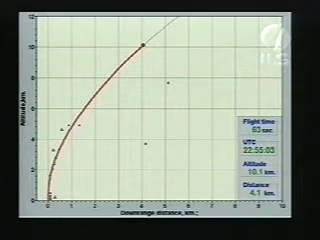 ILS
12
10
8
6
4
2
0
Altitude, km.
0 1 2 3 4 5 6 7 8 9 10
Downrange distance, km.:
Flight time
63 sec.
UTC
22:55:03
Altitude
10.1 km.
Distance
4.1 km.